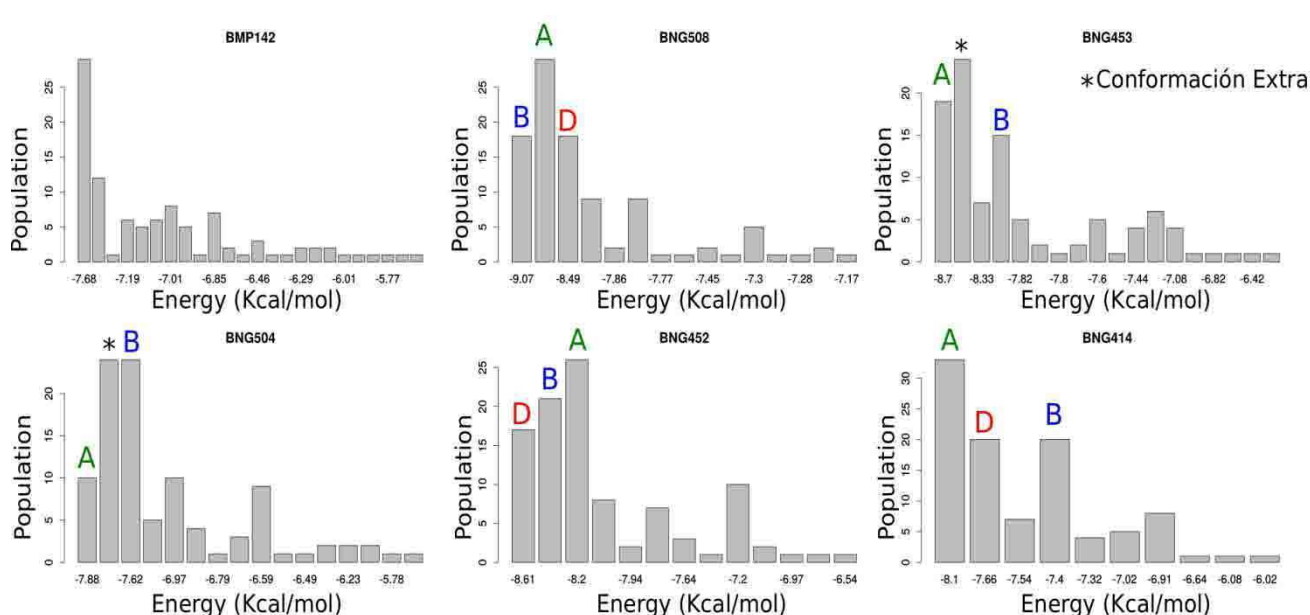 BMP142
BNG508
BNG453
A
*
*Conformación Extra
A
B
D
B
Population
0 5 10 15 20 25
Population
0 5 10 15 20 25
Population
0 5 10 15 20
-7.68 -7.19 -7.01 -6.85 -6.46 -6.29 -6.01 -5.77
-9.07 -8.49 -7.86 -7.77 -7.45 -7.3 -7.28 -7.17
-8.7 -8.33 -7.82 -7.8 -7.6 -7.44 -7.06 -6.82 -6.42
Energy (Kcal/mol)
Energy (Kcal/mol)
Energy (Kcal/mol)
BNG504
BNG452
BNG414
* B
A
A
B
D
D
B
A
Population
0 5 10 15 20
Population
0 5 10 15 20 25
Population
0 5 10 15 20 25 30
-7.88 -7.62 -6.97 -6.79 -6.59 -6.49 -6.23 -5.78
-8.61 -8.2 -7.94 -7.64 -7.2 -6.97 -6.54
-8.1 -7.66 -7.54 -7.4 -7.32 -7.02 -6.91 -6.64 -6.08 -6.02
Energy (Kcal/mol)
Energy (Kcal/mol)
Energy (Kcal/mol)